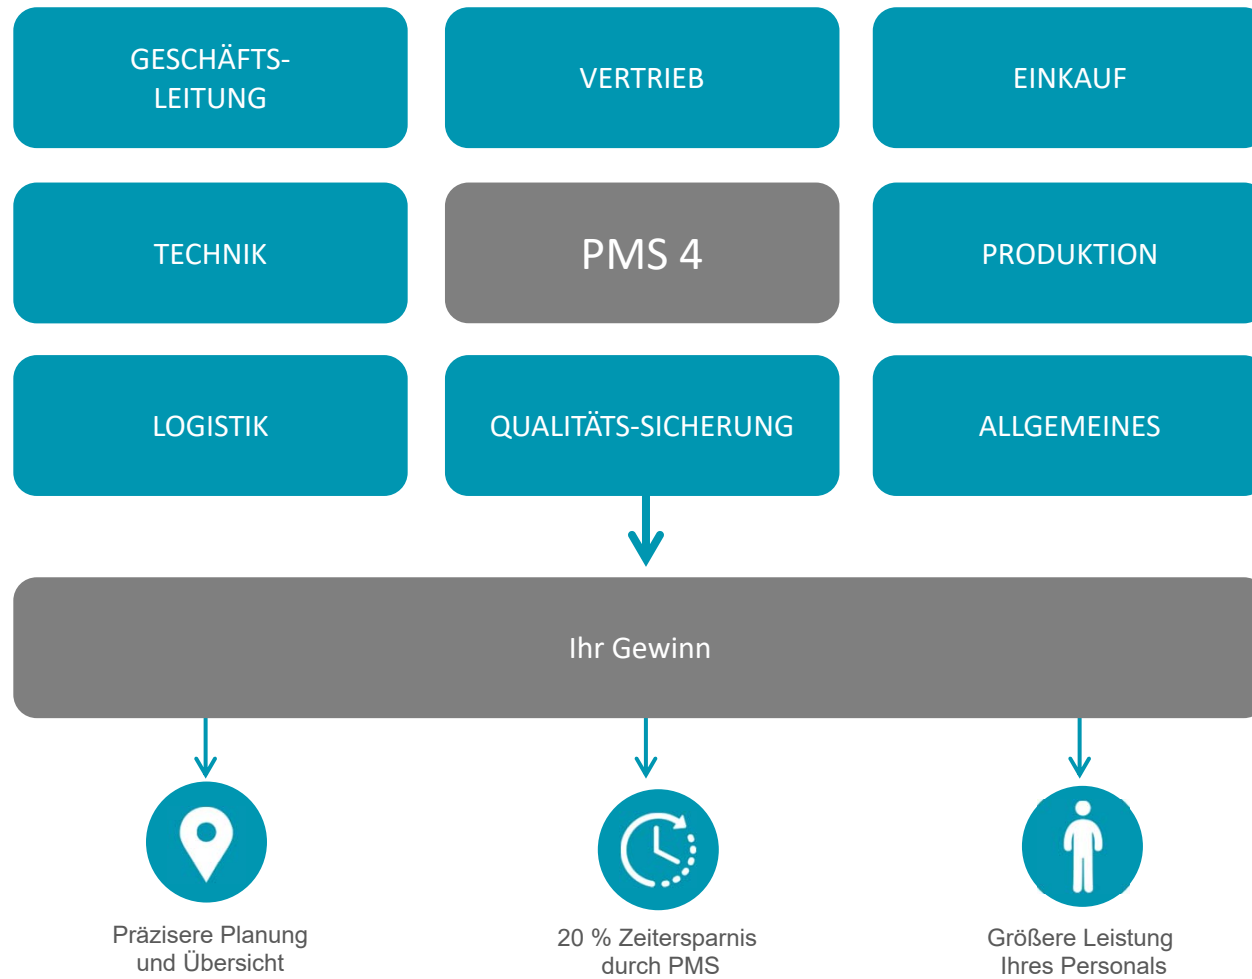 GESCHÄFTS-
LEITUNG
VERTRIEB
EINKAUF
TECHNIK
PMS 4
PRODUKTION
LOGISTIK
QUALITÄTS-SICHERUNG
ALLGEMEINES
Ihr Gewinn
Präzisere Planung
und Übersicht
20 % Zeitersparnis
durch PMS
Größere Leistung
Ihres Personals